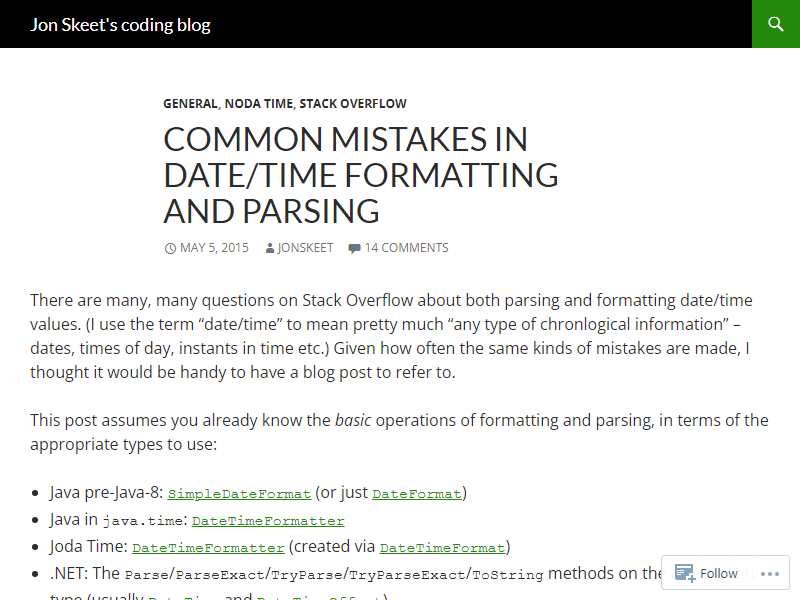 Jon Skeet's coding blog
GENERAL, NODA TIME, STACK OVERFLOW
COMMON MISTAKES IN
DATE/TIME FORMATTING
AND PARSING
MAY 5, 2015 JONSKEET 14 COMMENTS
There are many, many questions on Stack Overflow about both parsing and formatting date/time
values. (I use the term “date/time” to mean pretty much “any type of chronlogical information” –
dates, times of day, instants in time etc.) Given how often the same kinds of mistakes are made, I
thought it would be handy to have a blog post to refer to.
This post assumes you already know the basic operations of formatting and parsing, in terms of the
appropriate types to use:
• Java pre-Java-8: SimpleDateFormat (or just DateFormat)
• Java in java.time: DateTimeFormatter
• Joda Time: DateTimeFormatter (created via DateTimeFormat)
• .NET: The Parse/ParseExact/TryParse/TryParseExact/ToString methods on the
type (usually DateTime and DateTimeOffset)
Follow